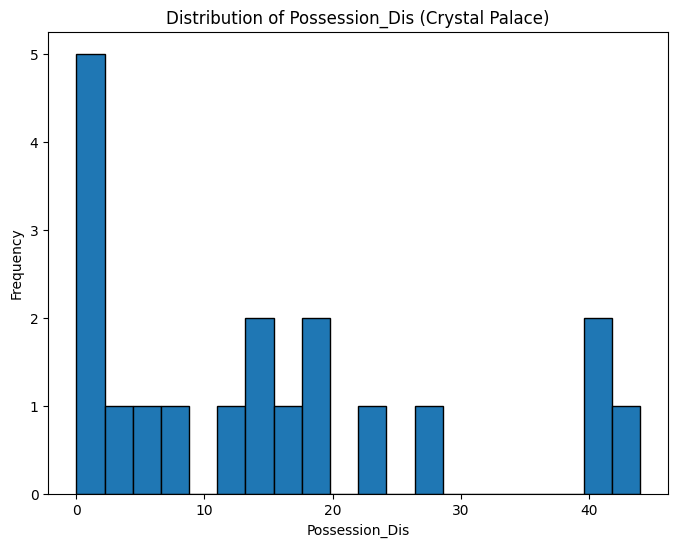 Distribution of Possession_Dis (Crystal Palace)
5
4
3
2
1
0
Frequency
0 10 20 30 40
Possession_Dis